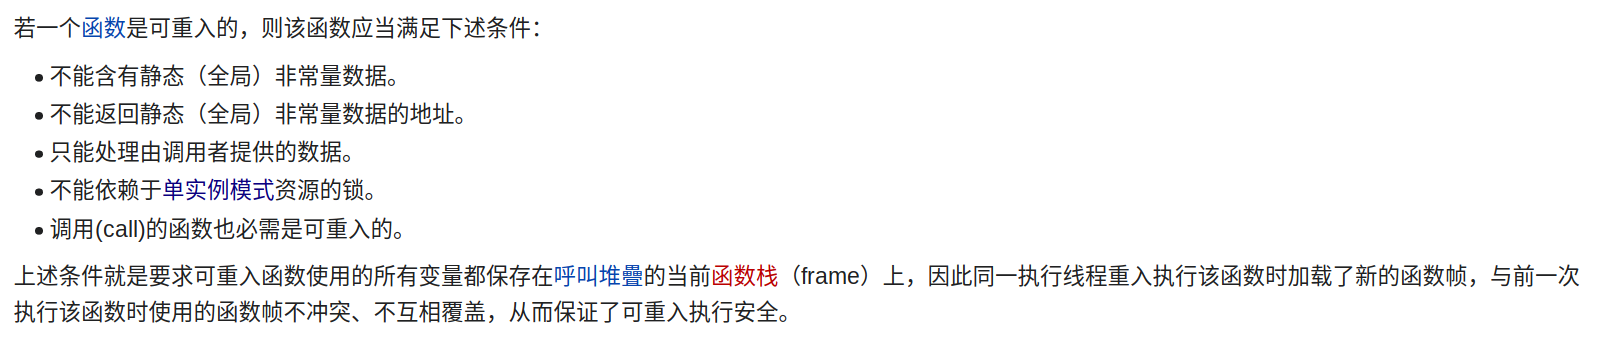 若一个函数是可重入的，则该函数应当满足下述条件：
• 不能含有静态（全局）非常量数据。
• 不能返回静态（全局）非常量数据的地址。
• 只能处理由调用者提供的数据。
• 不能依赖于单实例模式资源的锁。
• 调用(call)的函数也必需是可重入的。
上述条件就是要求可重入函数使用的所有变量都保存在呼叫堆疊的当前函数栈（frame）上，因此同一执行线程重入执行该函数时加载了新的函数帧，与前一次
执行该函数时使用的函数帧不冲突、不互相覆盖，从而保证了可重入执行安全。